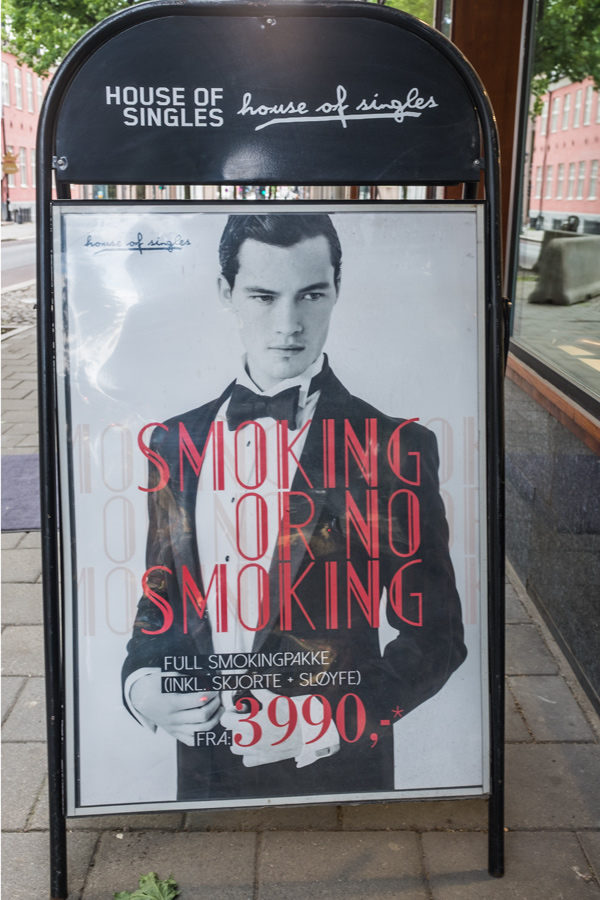 HOUSE OF
SINGLES
house of singles
house of singles
SMOKING
OR NO
SMOKING
FULL SMOKINGPAKKE
(INKL. SKJORTE + SLØYFE)
FRA: 3990,-*